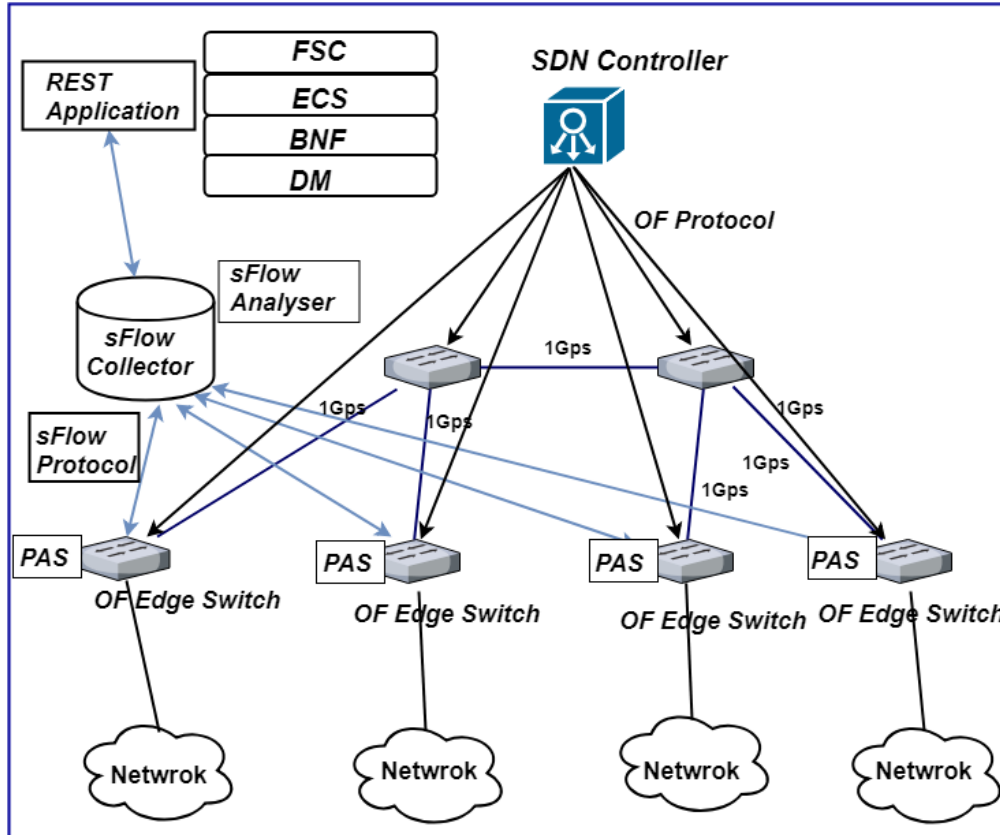 FSC
SDN Controller
REST
Application
ECS
BNF
DM
OF Protocol
sFlow
Analyser
sFlow
Collector
1Gps
1Gps
1Gps
1Gps
sFlow
Protocol
1Gps
1Gps
PAS
PAS
PAS
PAS
OF Edge Switch
OF Edge Switch
OF Edge Switch
OF Edge Switch
Netwrok
Netwrok
Netwrok
Netwrok